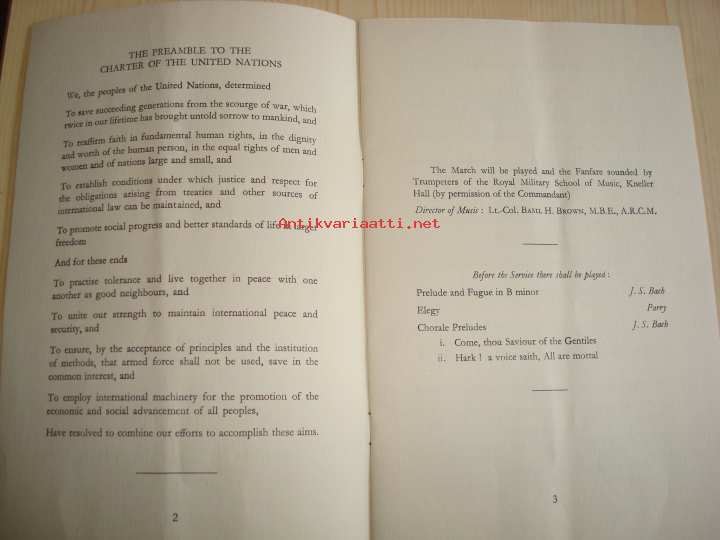 THE PREAMBLE TO THE
CHARTER OF THE UNITED NATIONS
We, the peoples of the United Nations, determined
To save succeeding generations from the scourge of war, which
twice in our lifetime has brought untold sorrow to mankind, and
To reaffirm faith in fundamental human rights, in the dignity
and worth of the human person, in the equal rights of men and
women and of nations large and small, and
To establish conditions under which justice and respect for
the obligations arising from treaties and other sources of
international law can be maintained, and
To promote social progress and better standards of life in larger
freedom
And for these ends
To practise tolerance and live together in peace with one
another as good neighbours, and
To unite our strength to maintain international peace and
security, and
To ensure, by the acceptance of principles and the institution
of methods, that armed force shall not be used, save in the
common interest, and
To employ international machinery for the promotion of the
economic and social advancement of all peoples,
Have resolved to combine our efforts to accomplish these aims.
2
Antikvariaatti.net
The March will be played and the Fanfare sounded by
Trumpeters of the Royal Military School of Music, Kneller
Hall (by permission of the Commandant)
Director of Music : Lt.-Col. Basil H. Brown, M.B.E., A.R.C.M.
Before the Service there shall be played :
Prelude and Fugue in B minor J. S. Bach
Elegy Parry
Chorale Preludes J. S. Bach
i. Come, thou Saviour of the Gentiles
ii. Hark ! a voice saith, All are mortal
3